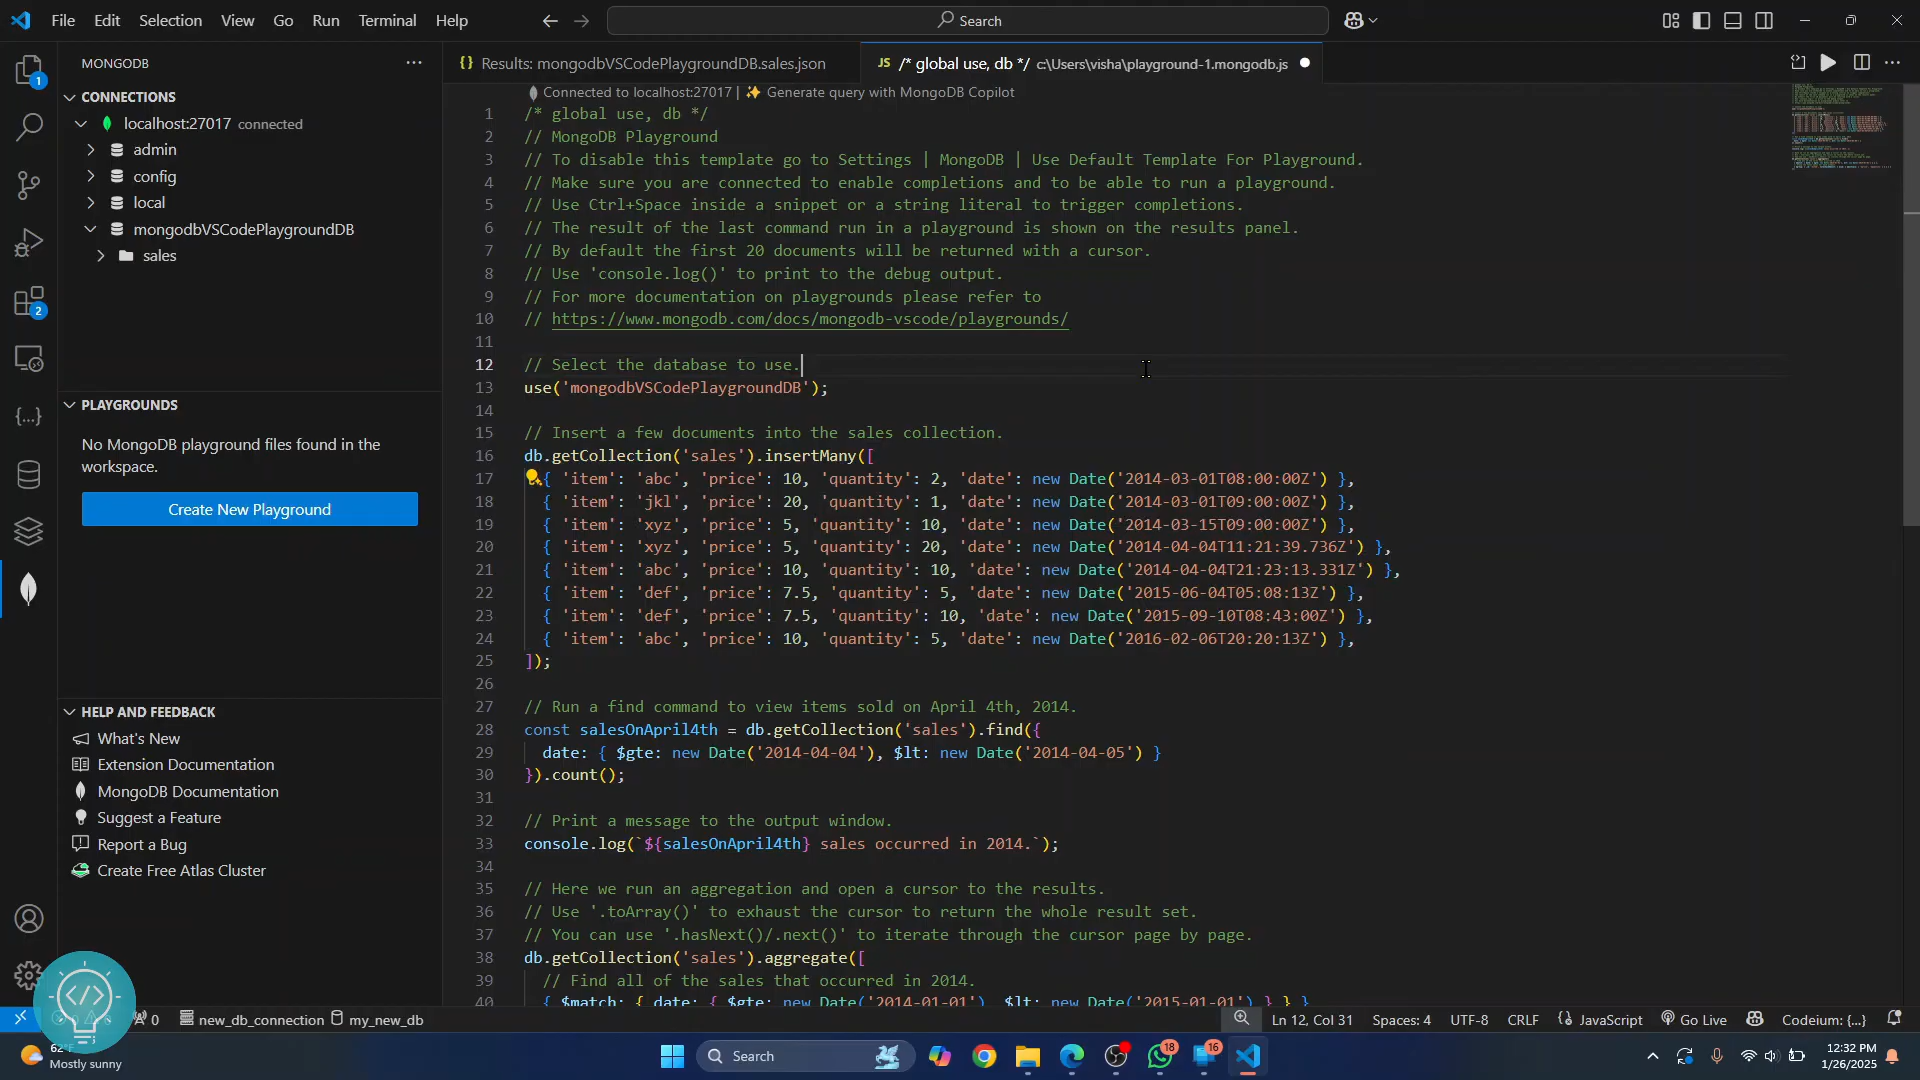 File Edit Selection View Go Run Terminal Help
Search
MONGODB
CONNECTIONS
localhost:27017 connected
admin
config
local
mongodbVSCodePlaygroundDB
sales
PLAYGROUNDS
No MongoDB playground files found in the
workspace.
Create New Playground
HELP AND FEEDBACK
What's New
Extension Documentation
MongoDB Documentation
Suggest a Feature
Report a Bug
Create Free Atlas Cluster
1
2
{} Results: mongodbVSCodePlaygroundDB.sales.json
JS /* global use, db */ c:\Users\visha\playground-1.mongodb.js
Connected to localhost:27017 | ✨ Generate query with MongoDB Copilot
1 /* global use, db */
2 // MongoDB Playground
3 // To disable this template go to Settings | MongoDB | Use Default Template For Playground.
4 // Make sure you are connected to enable completions and to be able to run a playground.
5 // Use Ctrl+Space inside a snippet or a string literal to trigger completions.
6 // The result of the last command run in a playground is shown on the results panel.
7 // By default the first 20 documents will be returned with a cursor.
8 // Use 'console.log()' to print to the debug output.
9 // For more documentation on playgrounds please refer to
10 // https://www.mongodb.com/docs/mongodb-vscode/playgrounds/
11
12 // Select the database to use.
13 use('mongodbVSCodePlaygroundDB');
14
15 // Insert a few documents into the sales collection.
16 db.getCollection('sales').insertMany([
17 { 'item': 'abc', 'price': 10, 'quantity': 2, 'date': new Date('2014-03-01T08:00:00Z') },
18 { 'item': 'jkl', 'price': 20, 'quantity': 1, 'date': new Date('2014-03-01T09:00:00Z') },
19 { 'item': 'xyz', 'price': 5, 'quantity': 10, 'date': new Date('2014-03-15T09:00:00Z') },
20 { 'item': 'xyz', 'price': 5, 'quantity': 20, 'date': new Date('2014-04-04T11:21:39.736Z') },
21 { 'item': 'abc', 'price': 10, 'quantity': 10, 'date': new Date('2014-04-04T21:23:13.331Z') },
22 { 'item': 'def', 'price': 7.5, 'quantity': 5, 'date': new Date('2015-06-04T05:08:13Z') },
23 { 'item': 'def', 'price': 7.5, 'quantity': 10, 'date': new Date('2015-09-10T08:43:00Z') },
24 { 'item': 'abc', 'price': 10, 'quantity': 5, 'date': new Date('2016-02-06T20:20:13Z') },
25 ]);
26
27 // Run a find command to view items sold on April 4th, 2014.
28 const salesOnApril4th = db.getCollection('sales').find({
29 date: { $gte: new Date('2014-04-04'), $lt: new Date('2014-04-05') }
30 }).count();
31
32 // Print a message to the output window.
33 console.log(`${salesOnApril4th} sales occurred in 2014.`);
34
35 // Here we run an aggregation and open a cursor to the results.
36 // Use '.toArray()' to exhaust the cursor to return the whole result set.
37 // You can use '.hasNext()/.next()' to iterate through the cursor page by page.
38 db.getCollection('sales').aggregate([
39 // Find all of the sales that occurred in 2014.
40 { $match: { date: { $gte: new Date('2014-01-01'), $lt: new Date('2015-01-01') } }
0 new_db_connection my_new_db Ln 12, Col 31 Spaces: 4 UTF-8 CRLF JavaScript Go Live Codeium: {...}
62°F
Mostly sunny
Search
18
16
12:32 PM
1/26/2025